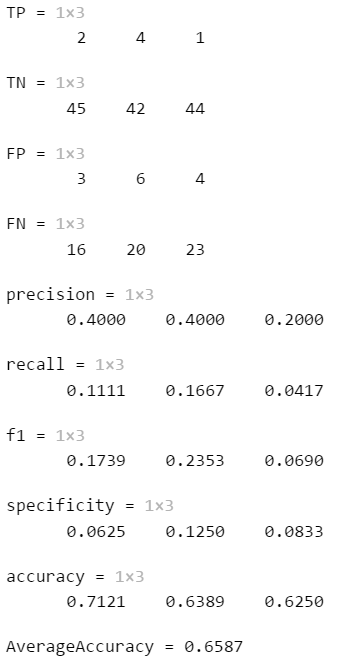 TP = 1×3
2 4 1
TN = 1×3
45 42 44
FP = 1×3
3 6 4
FN = 1×3
16 20 23
precision = 1×3
0.4000 0.4000 0.2000
recall = 1×3
0.1111 0.1667 0.0417
f1 = 1×3
0.1739 0.2353 0.0690
specificity = 1×3
0.0625 0.1250 0.0833
accuracy = 1×3
0.7121 0.6389 0.6250
AverageAccuracy = 0.6587